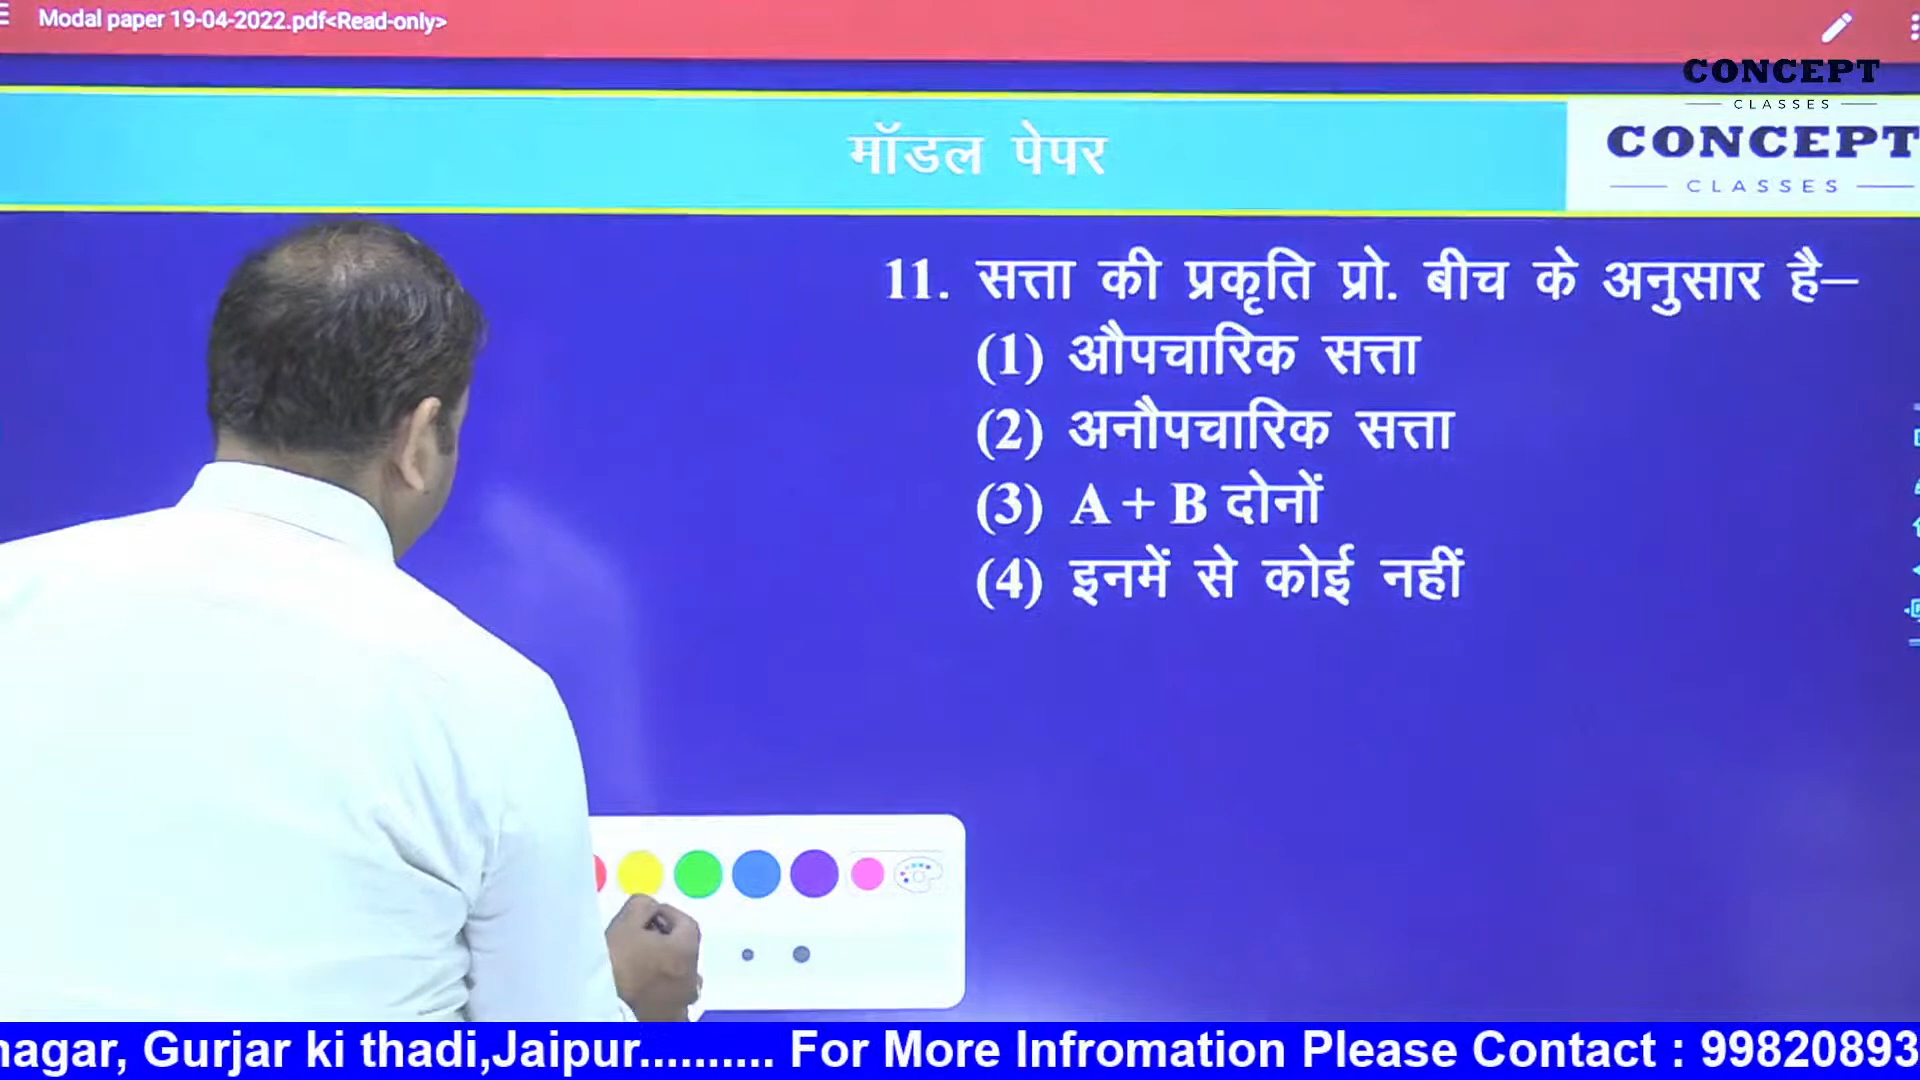 Modal paper 19-04-2022.pdf<Read-only>
CONCEPT
CLASSES
मॉडल पेपर
CONCEPT
CLASSES
11. सत्ता की प्रकृति प्रो. बीच के अनुसार है–
(1) औपचारिक सत्ता
(2) अनौपचारिक सत्ता
(3) A + B दोनों
(4) इनमें से कोई नहीं
nagar, Gurjar ki thadi,Jaipur.......... For More Infromation Please Contact : 99820893